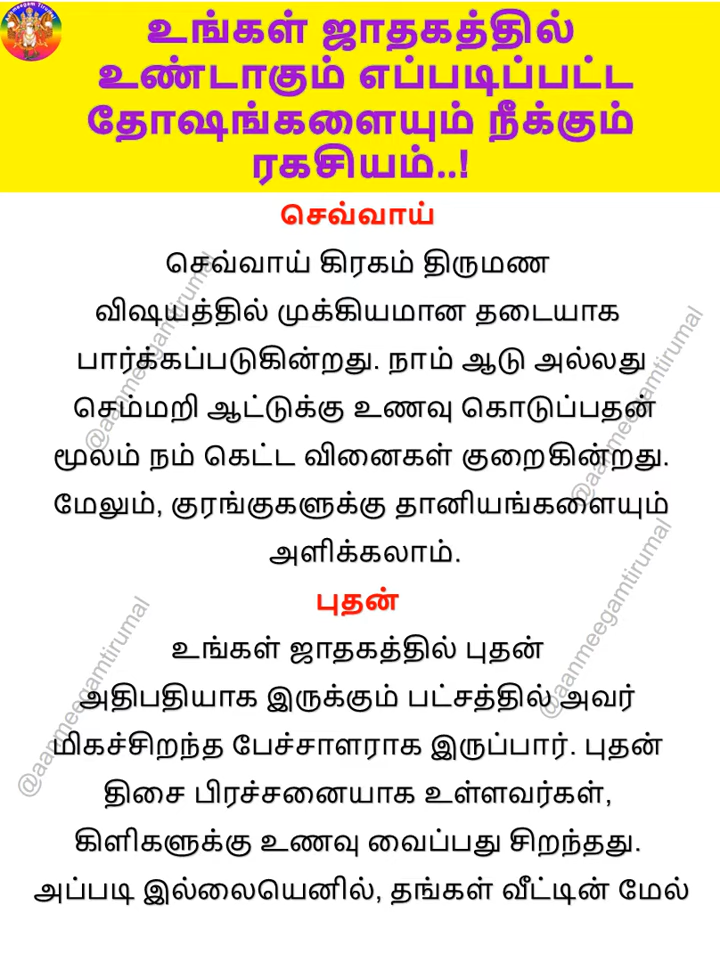 உங்கள் ஜாதகத்தில்
உண்டாகும் எப்படிப்பட்ட
தோஷங்களையும் நீக்கும்
ரகசியம்..!
செவ்வாய்
செவ்வாய் கிரகம் திருமண
விஷயத்தில் முக்கியமான தடையாக
பார்க்கப்படுகின்றது. நாம் ஆடு அல்லது
செம்மறி ஆட்டுக்கு உணவு கொடுப்பதன்
மூலம் நம் கெட்ட வினைகள் குறைகின்றது.
மேலும், குரங்குகளுக்கு தானியங்களையும்
அளிக்கலாம்.
புதன்
உங்கள் ஜாதகத்தில் புதன்
அதிபதியாக இருக்கும் பட்சத்தில் அவர்
மிகச்சிறந்த பேச்சாளராக இருப்பார். புதன்
திசை பிரச்சனையாக உள்ளவர்கள்,
கிளிகளுக்கு உணவு வைப்பது சிறந்தது.
அப்படி இல்லையெனில், தங்கள் வீட்டின் மேல்
@aanmeegamtirumal
@aanmeegamtirumal
@aanmeegamtirumal
@aanmeegamtirumal